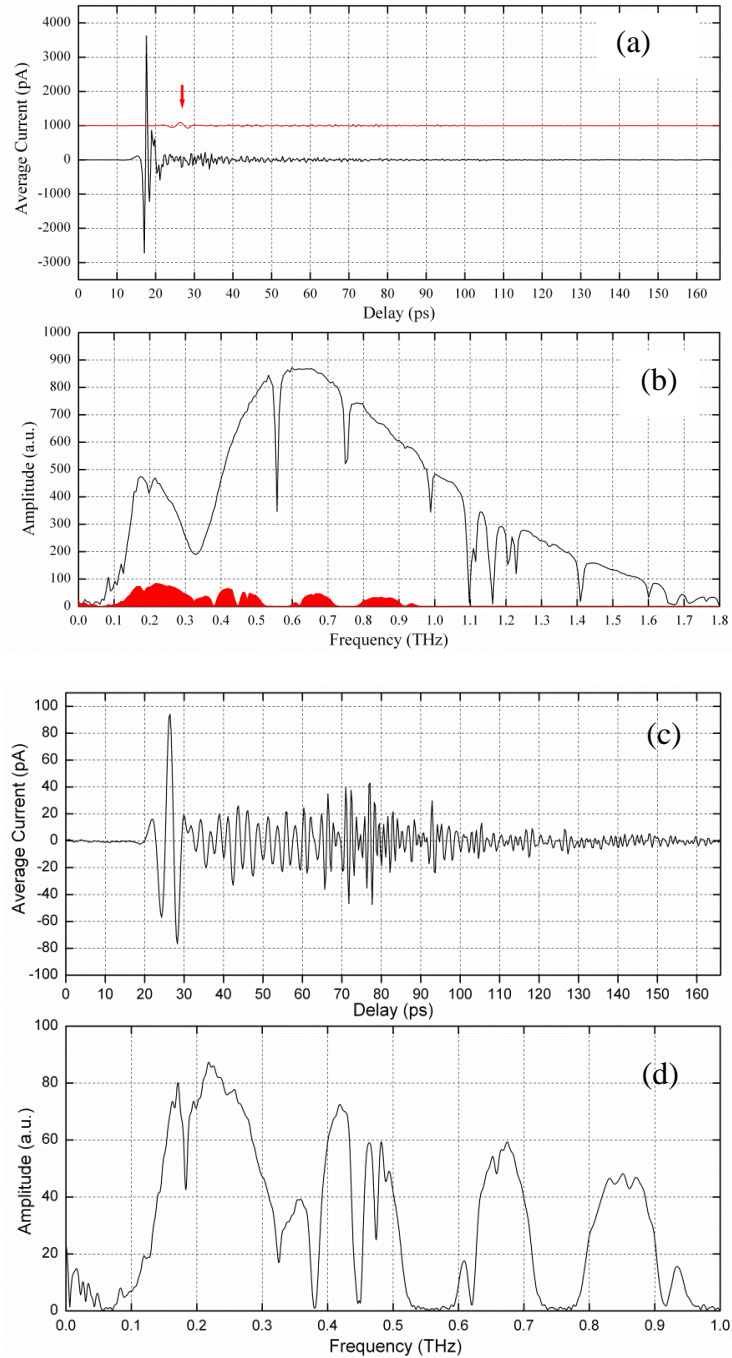 (a)
Average Current (pA)
4000
3000
2000
1000
0
-1000
-2000
-3000
0 10 20 30 40 50 60 70 80 90 100 110 120 130 140 150 160
Delay (ps)
(b)
Amplitude (a.u.)
1000
900
800
700
600
500
400
300
200
100
0
0.0 0.1 0.2 0.3 0.4 0.5 0.6 0.7 0.8 0.9 1.0 1.1 1.2 1.3 1.4 1.5 1.6 1.7 1.8
Frequency (THz)
(c)
Average Current (pA)
100
80
60
40
20
0
-20
-40
-60
-80
-100
0 10 20 30 40 50 60 70 80 90 100 110 120 130 140 150 160
Delay (ps)
(d)
Amplitude (a.u.)
100
80
60
40
20
0
0.0 0.1 0.2 0.3 0.4 0.5 0.6 0.7 0.8 0.9 1.0
Frequency (THz)